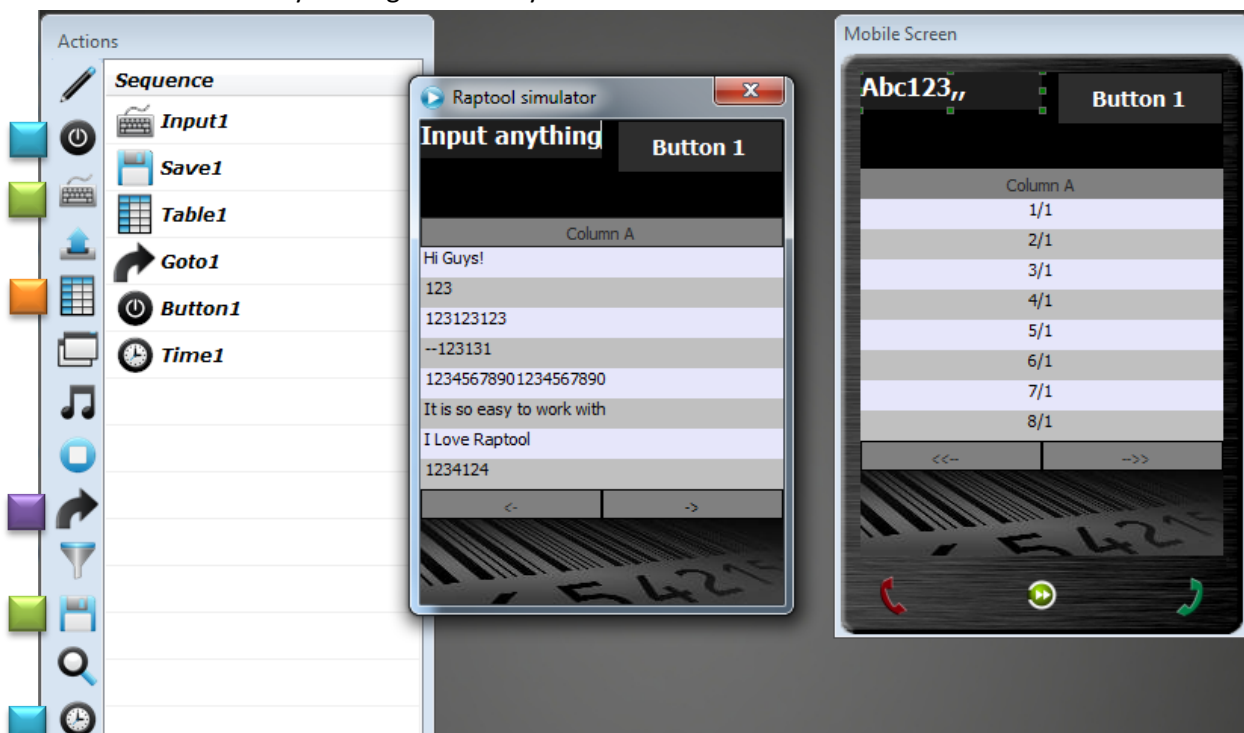 Actions
Sequence
Input1
Save1
Table1
Goto1
Button1
Time1
Raptool simulator
Input anything
Button 1
Column A
Hi Guys!
123
123123123
--123131
12345678901234567890
It is so easy to work with
I Love Raptool
1234124
<-
->
54215
Mobile Screen
Abc123,,
Button 1
Column A
1/1
2/1
3/1
4/1
5/1
6/1
7/1
8/1
<<--
-->>
54215